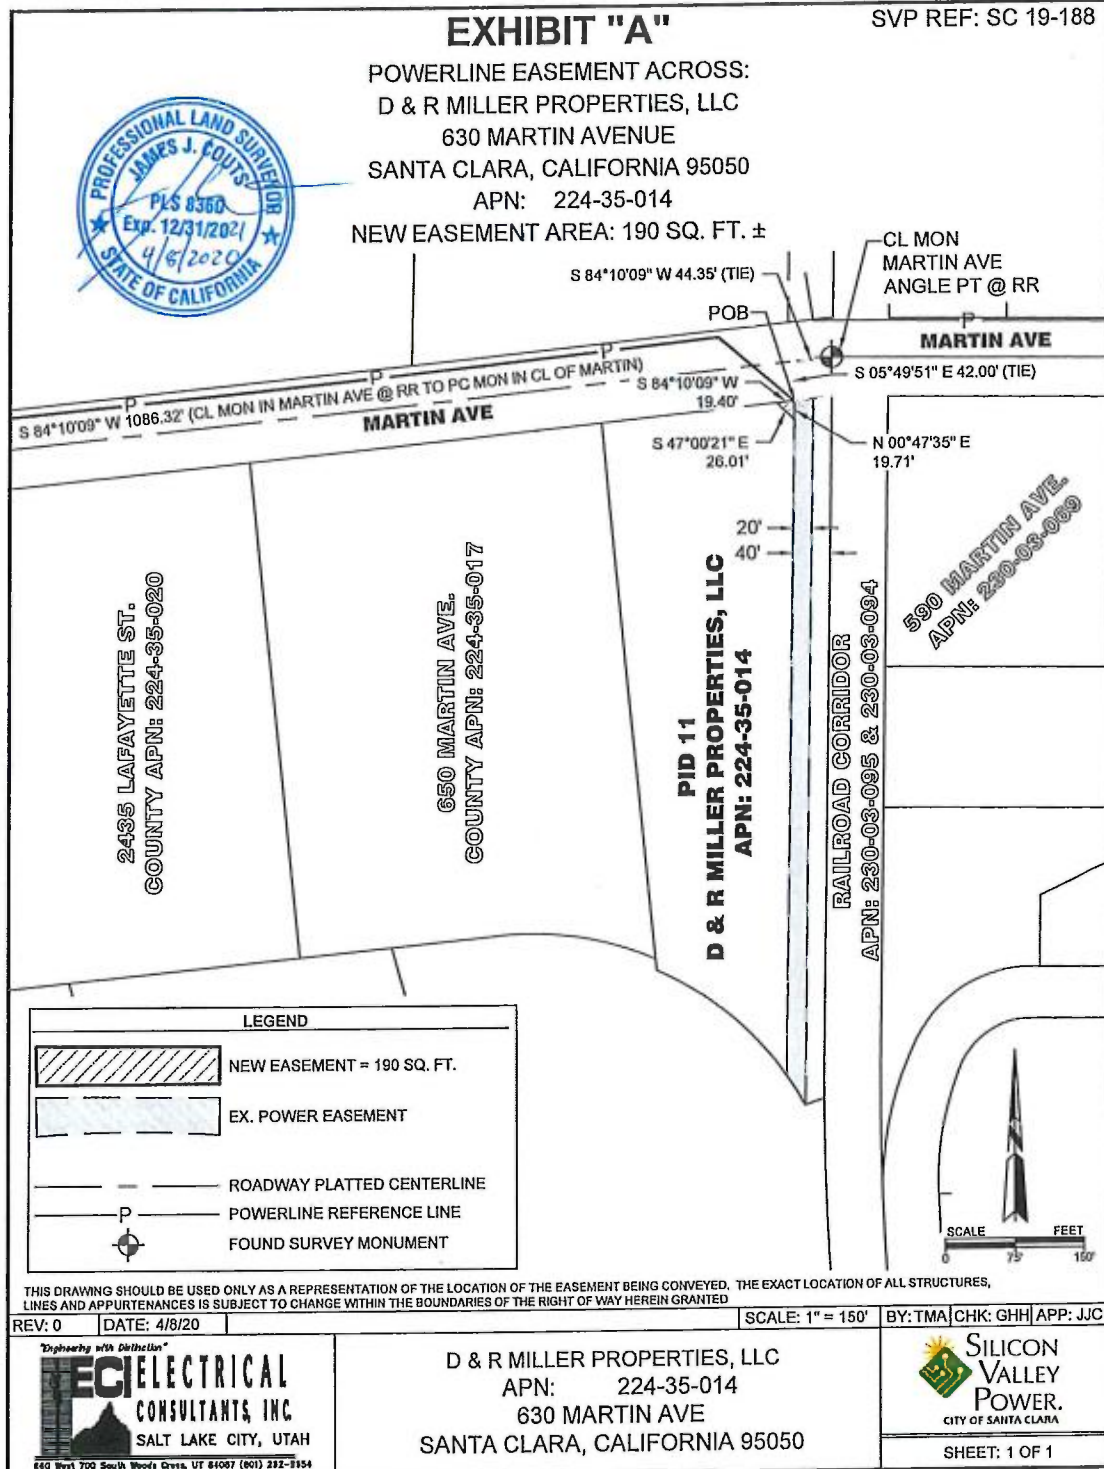 EXHIBIT "A"
SVP REF: SC 19-188
POWERLINE EASEMENT ACROSS:
D & R MILLER PROPERTIES, LLC
630 MARTIN AVENUE
SANTA CLARA, CALIFORNIA 95050
APN: 224-35-014
NEW EASEMENT AREA: 190 SQ. FT. ±
PROFESSIONAL LAND SURVEYOR
JAMES J. COUTS
PLS 8360
Exp. 12/31/2021
4/8/2020
STATE OF CALIFORNIA
S 84°10'09" W 44.35' (TIE)
CL MON
MARTIN AVE
ANGLE PT @ RR
POB
P
MARTIN AVE
S 05°49'51" E 42.00' (TIE)
P
P
P
S 84°10'09" W 1086.32' (CL MON IN MARTIN AVE @ RR TO PC MON IN CL OF MARTIN)
MARTIN AVE
S 84°10'09" W
19.40'
S 47°00'21" E
26.01'
N 00°47'35" E
19.71'
20'
40'
2435 LAFAYETTE ST.
COUNTY APN: 224-35-020
650 MARTIN AVE.
COUNTY APN: 224-35-017
PID 11
D & R MILLER PROPERTIES, LLC
APN: 224-35-014
RAILROAD CORRIDOR
APN: 230-03-095 & 230-03-094
590 MARTIN AVE.
APN: 230-03-069
LEGEND
NEW EASEMENT = 190 SQ. FT.
EX. POWER EASEMENT
ROADWAY PLATTED CENTERLINE
P
POWERLINE REFERENCE LINE
FOUND SURVEY MONUMENT
N
SCALE FEET
0 75' 150'
THIS DRAWING SHOULD BE USED ONLY AS A REPRESENTATION OF THE LOCATION OF THE EASEMENT BEING CONVEYED. THE EXACT LOCATION OF ALL STRUCTURES,
LINES AND APPURTENANCES IS SUBJECT TO CHANGE WITHIN THE BOUNDARIES OF THE RIGHT OF WAY HEREIN GRANTED
REV: 0 DATE: 4/8/20 SCALE: 1" = 150' BY: TMA CHK: GHH APP: JJC
"Engineering with Distinction"
ECI ELECTRICAL
CONSULTANTS, INC.
SALT LAKE CITY, UTAH
640 West 700 South Woods Cross, UT 84087 (801) 292-9954
D & R MILLER PROPERTIES, LLC
APN: 224-35-014
630 MARTIN AVE
SANTA CLARA, CALIFORNIA 95050
SILICON
VALLEY
POWER.
CITY OF SANTA CLARA
SHEET: 1 OF 1